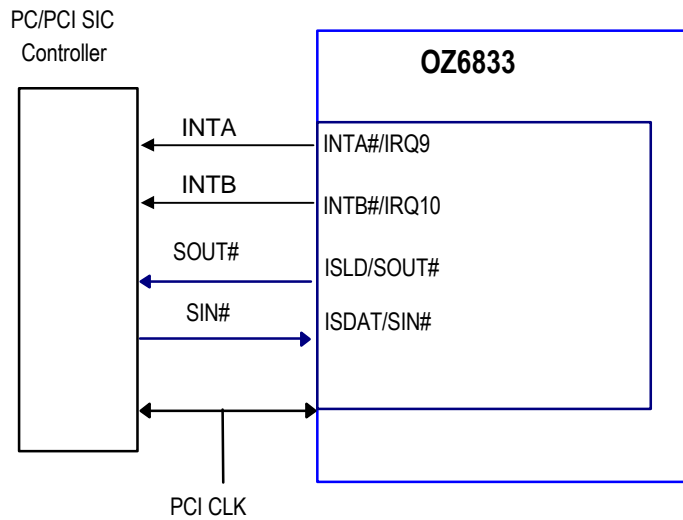 PC/PCI SIC
Controller
OZ6833
INTA
INTA#/IRQ9
INTB
INTB#/IRQ10
SOUT#
ISLD/SOUT#
SIN#
ISDAT/SIN#
PCI CLK